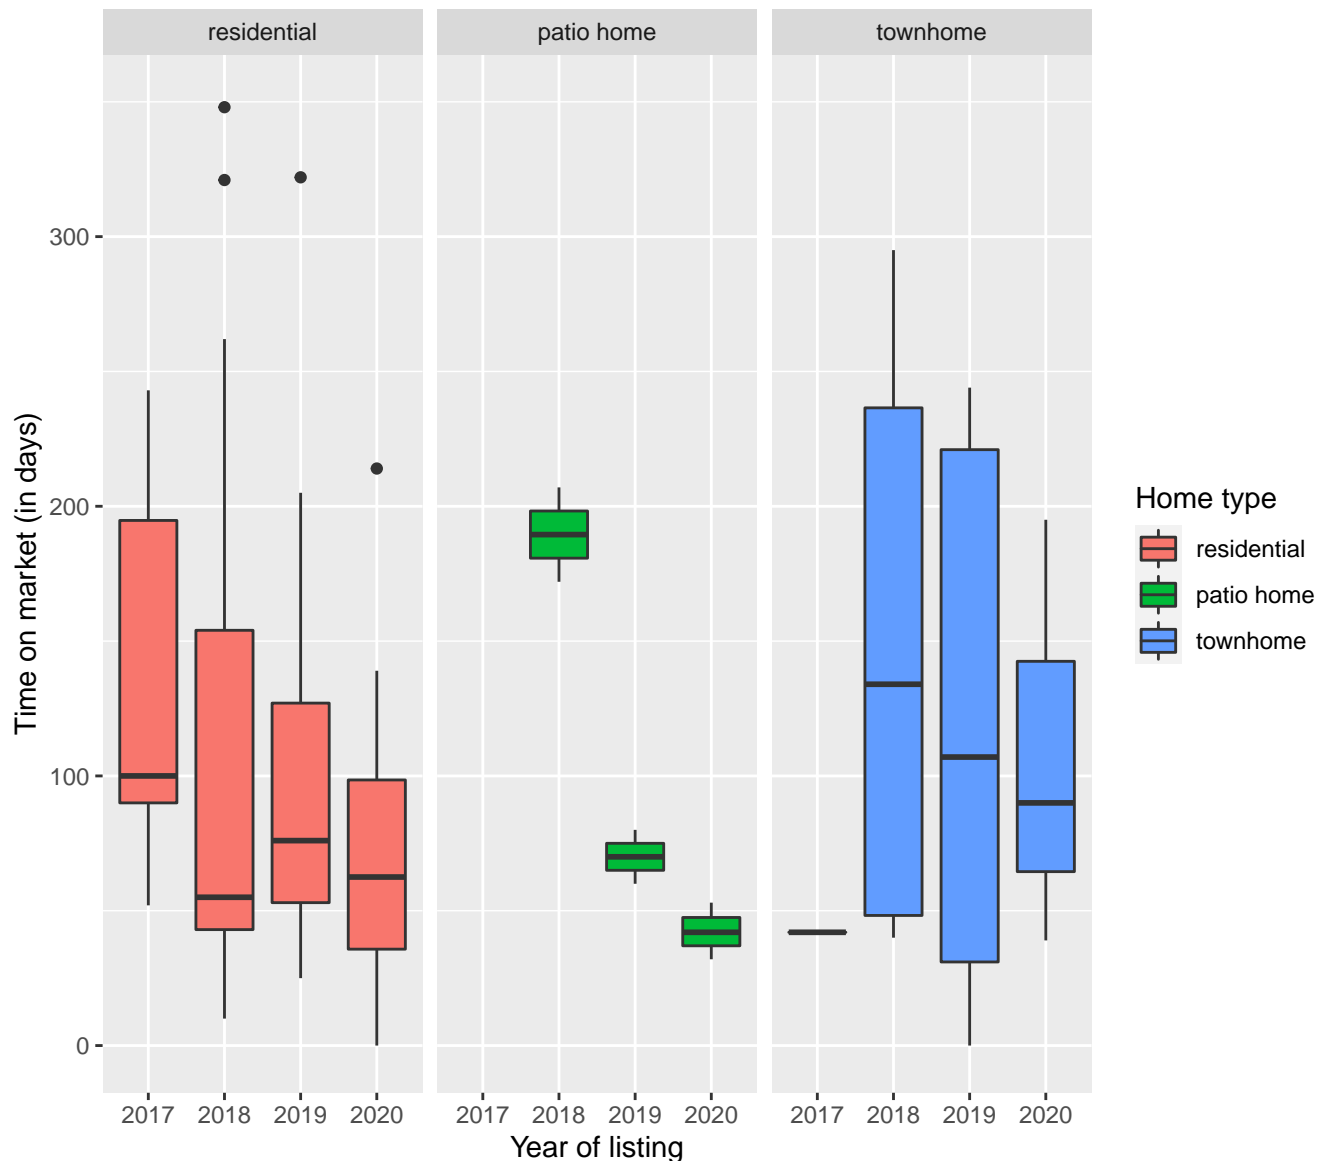 residential patio home townhome
Time on market (in days)
300
200
100
0
2017 2018 2019 2020 2017 2018 2019 2020 2017 2018 2019 2020
Year of listing
Home type
residential
patio home
townhome